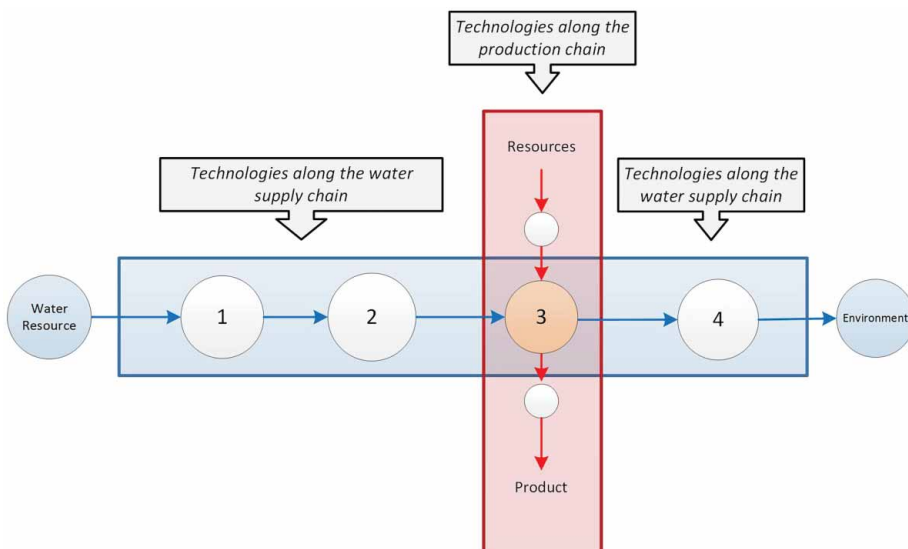 Technologies along the
production chain
Resources
Technologies along the water
supply chain
Technologies along the
water supply chain
Water
Resource
1
2
3
4
Environment
Product